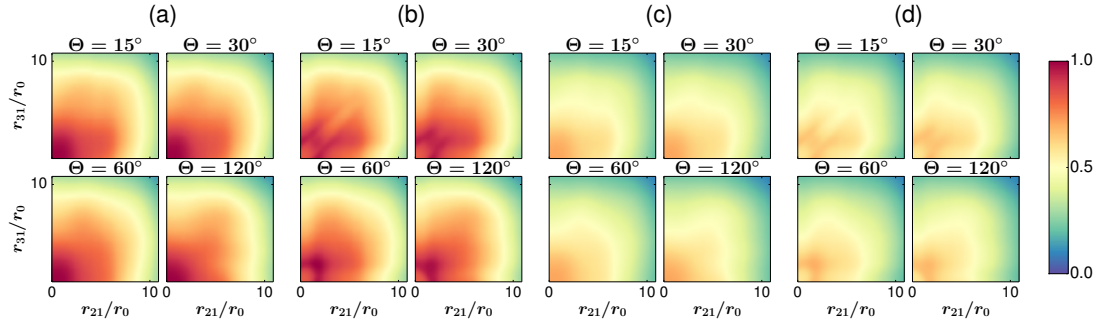 (a) (b) (c) (d)
Θ = 15° Θ = 30° Θ = 15° Θ = 30° Θ = 15° Θ = 30° Θ = 15° Θ = 30°
10 1.0
r31/r0
Θ = 60° Θ = 120° Θ = 60° Θ = 120 Θ = 60° Θ = 120° Θ = 60° Θ = 120°
10 0.5
r31/r0
0.0
0 10 0 10 0 10 0 10 0 10 0 10 0 10 0 10
r21/r0 r21/r0 r21/r0 r21/r0 r21/r0 r21/r0 r21/r0 r21/r0